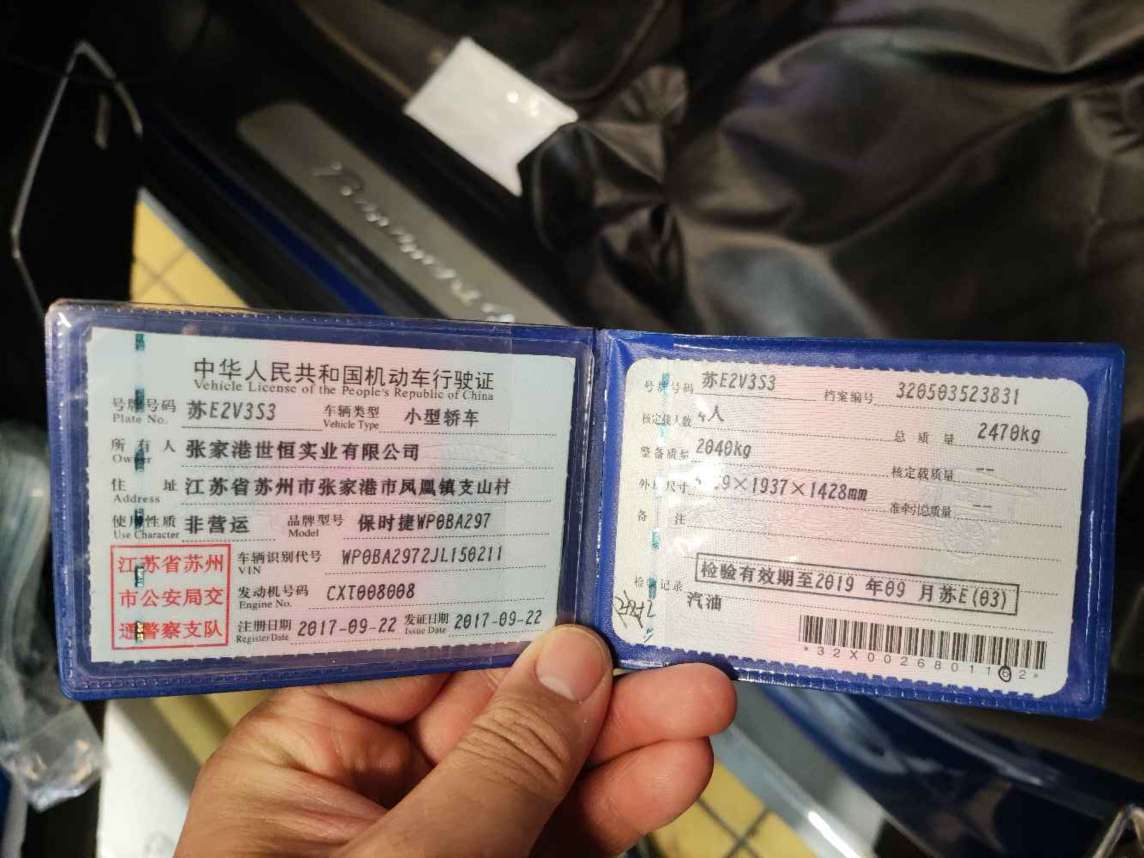 中华人民共和国机动车行驶证
Vehicle License of the People's Republic of China
号牌号码 苏E2V3S3 车辆类型 小型轿车
Plate No. Vehicle Type
所有人 张家港世恒实业有限公司
Owner
住址 江苏省苏州市张家港市凤凰镇支山村
Address
使用性质 非营运 品牌型号 保时捷WP0BA297
Use Character Model
江苏省苏州
市公安局交
通警察支队
车辆识别代号 WP0BA2972JL150211
VIN
发动机号码 CXT008008
Engine No.
注册日期 2017-09-22 发证日期 2017-09-22
Register Date Issue Date
号牌号码 苏E2V3S3 档案编号 320503523831
核定载人数 4人 总质量 2470kg
整备质量 2040kg 核定载质量 --
外廓尺寸 9×1937×1428mm 准牵引总质量 --
备注
检验有效期至2019 年09 月苏E(03)
检验记录
汽油
*32X0026801162*